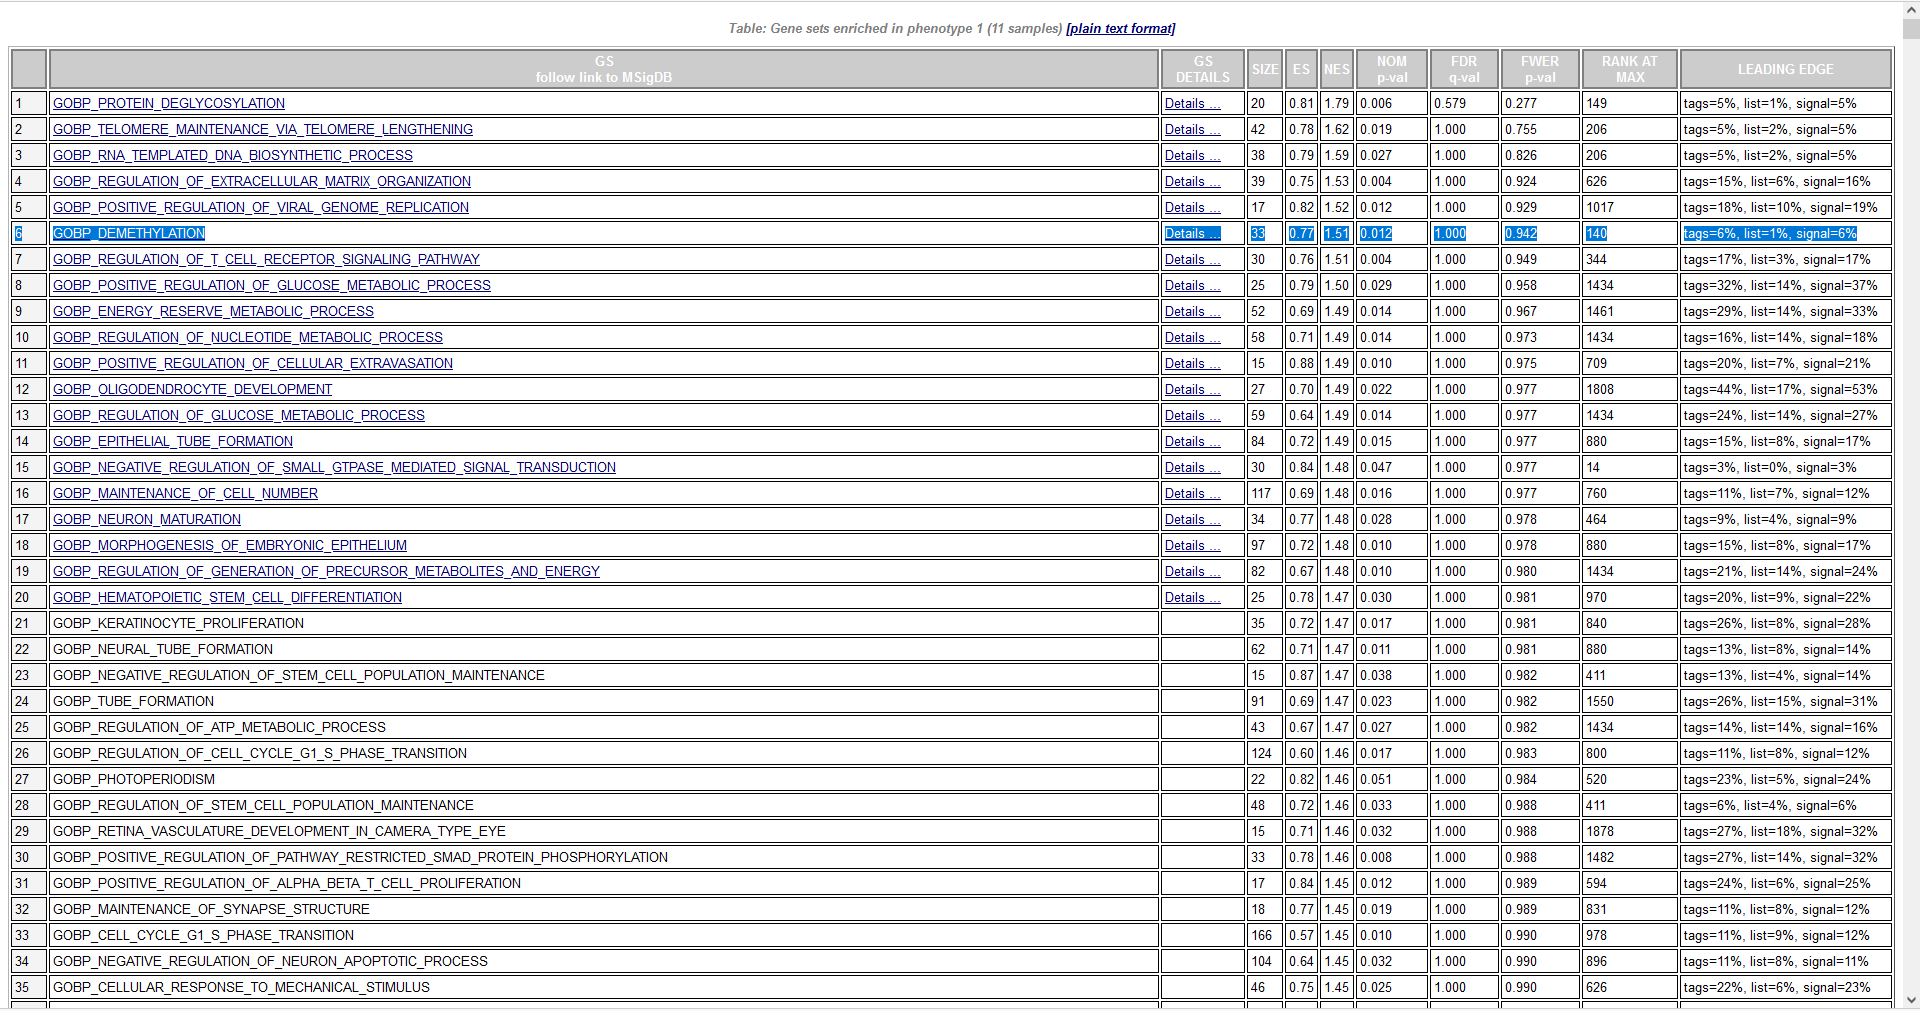 Table: Gene sets enriched in phenotype 1 (11 samples) [plain text format]
GS follow link to MSigDB GS DETAILS SIZE ES NES NOM p-val FDR q-val FWER p-val RANK AT MAX LEADING EDGE
1 GOBP_PROTEIN_DEGLYCOSYLATION Details ... 20 0.81 1.79 0.006 0.579 0.277 149 tags=5%, list=1%, signal=5%
2 GOBP_TELOMERE_MAINTENANCE_VIA_TELOMERE_LENGTHENING Details ... 42 0.78 1.62 0.019 1.000 0.755 206 tags=5%, list=2%, signal=5%
3 GOBP_RNA_TEMPLATED_DNA_BIOSYNTHETIC_PROCESS Details ... 38 0.79 1.59 0.027 1.000 0.826 206 tags=5%, list=2%, signal=5%
4 GOBP_REGULATION_OF_EXTRACELLULAR_MATRIX_ORGANIZATION Details ... 39 0.75 1.53 0.004 1.000 0.924 626 tags=15%, list=6%, signal=16%
5 GOBP_POSITIVE_REGULATION_OF_VIRAL_GENOME_REPLICATION Details ... 17 0.82 1.52 0.012 1.000 0.929 1017 tags=18%, list=10%, signal=19%
6 GOBP_DEMETHYLATION Details ... 33 0.77 1.51 0.012 1.000 0.942 140 tags=6%, list=1%, signal=6%
7 GOBP_REGULATION_OF_T_CELL_RECEPTOR_SIGNALING_PATHWAY Details ... 30 0.76 1.51 0.004 1.000 0.949 344 tags=17%, list=3%, signal=17%
8 GOBP_POSITIVE_REGULATION_OF_GLUCOSE_METABOLIC_PROCESS Details ... 25 0.79 1.50 0.029 1.000 0.958 1434 tags=32%, list=14%, signal=37%
9 GOBP_ENERGY_RESERVE_METABOLIC_PROCESS Details ... 52 0.69 1.49 0.014 1.000 0.967 1461 tags=29%, list=14%, signal=33%
10 GOBP_REGULATION_OF_NUCLEOTIDE_METABOLIC_PROCESS Details ... 58 0.71 1.49 0.014 1.000 0.973 1434 tags=16%, list=14%, signal=18%
11 GOBP_POSITIVE_REGULATION_OF_CELLULAR_EXTRAVASATION Details ... 15 0.88 1.49 0.010 1.000 0.975 709 tags=20%, list=7%, signal=21%
12 GOBP_OLIGODENDROCYTE_DEVELOPMENT Details ... 27 0.70 1.49 0.022 1.000 0.977 1808 tags=44%, list=17%, signal=53%
13 GOBP_REGULATION_OF_GLUCOSE_METABOLIC_PROCESS Details ... 59 0.64 1.49 0.014 1.000 0.977 1434 tags=24%, list=14%, signal=27%
14 GOBP_EPITHELIAL_TUBE_FORMATION Details ... 84 0.72 1.49 0.015 1.000 0.977 880 tags=15%, list=8%, signal=17%
15 GOBP_NEGATIVE_REGULATION_OF_SMALL_GTPASE_MEDIATED_SIGNAL_TRANSDUCTION Details ... 30 0.84 1.48 0.047 1.000 0.977 14 tags=3%, list=0%, signal=3%
16 GOBP_MAINTENANCE_OF_CELL_NUMBER Details ... 117 0.69 1.48 0.016 1.000 0.977 760 tags=11%, list=7%, signal=12%
17 GOBP_NEURON_MATURATION Details ... 34 0.77 1.48 0.028 1.000 0.978 464 tags=9%, list=4%, signal=9%
18 GOBP_MORPHOGENESIS_OF_EMBRYONIC_EPITHELIUM Details ... 97 0.72 1.48 0.010 1.000 0.978 880 tags=15%, list=8%, signal=17%
19 GOBP_REGULATION_OF_GENERATION_OF_PRECURSOR_METABOLITES_AND_ENERGY Details ... 82 0.67 1.48 0.010 1.000 0.980 1434 tags=21%, list=14%, signal=24%
20 GOBP_HEMATOPOIETIC_STEM_CELL_DIFFERENTIATION Details ... 25 0.78 1.47 0.030 1.000 0.981 970 tags=20%, list=9%, signal=22%
21 GOBP_KERATINOCYTE_PROLIFERATION 35 0.72 1.47 0.017 1.000 0.981 840 tags=26%, list=8%, signal=28%
22 GOBP_NEURAL_TUBE_FORMATION 62 0.71 1.47 0.011 1.000 0.981 880 tags=13%, list=8%, signal=14%
23 GOBP_NEGATIVE_REGULATION_OF_STEM_CELL_POPULATION_MAINTENANCE 15 0.87 1.47 0.038 1.000 0.982 411 tags=13%, list=4%, signal=14%
24 GOBP_TUBE_FORMATION 91 0.69 1.47 0.023 1.000 0.982 1550 tags=26%, list=15%, signal=31%
25 GOBP_REGULATION_OF_ATP_METABOLIC_PROCESS 43 0.67 1.47 0.027 1.000 0.982 1434 tags=14%, list=14%, signal=16%
26 GOBP_REGULATION_OF_CELL_CYCLE_G1_S_PHASE_TRANSITION 124 0.60 1.46 0.017 1.000 0.983 800 tags=11%, list=8%, signal=12%
27 GOBP_PHOTOPERIODISM 22 0.82 1.46 0.051 1.000 0.984 520 tags=23%, list=5%, signal=24%
28 GOBP_REGULATION_OF_STEM_CELL_POPULATION_MAINTENANCE 48 0.72 1.46 0.033 1.000 0.988 411 tags=6%, list=4%, signal=6%
29 GOBP_RETINA_VASCULATURE_DEVELOPMENT_IN_CAMERA_TYPE_EYE 15 0.71 1.46 0.032 1.000 0.988 1878 tags=27%, list=18%, signal=32%
30 GOBP_POSITIVE_REGULATION_OF_PATHWAY_RESTRICTED_SMAD_PROTEIN_PHOSPHORYLATION 33 0.78 1.46 0.008 1.000 0.988 1482 tags=27%, list=14%, signal=32%
31 GOBP_POSITIVE_REGULATION_OF_ALPHA_BETA_T_CELL_PROLIFERATION 17 0.84 1.45 0.012 1.000 0.989 594 tags=24%, list=6%, signal=25%
32 GOBP_MAINTENANCE_OF_SYNAPSE_STRUCTURE 18 0.77 1.45 0.019 1.000 0.989 831 tags=11%, list=8%, signal=12%
33 GOBP_CELL_CYCLE_G1_S_PHASE_TRANSITION 166 0.57 1.45 0.010 1.000 0.990 978 tags=11%, list=9%, signal=12%
34 GOBP_NEGATIVE_REGULATION_OF_NEURON_APOPTOTIC_PROCESS 104 0.64 1.45 0.032 1.000 0.990 896 tags=11%, list=8%, signal=11%
35 GOBP_CELLULAR_RESPONSE_TO_MECHANICAL_STIMULUS 46 0.75 1.45 0.025 1.000 0.990 626 tags=22%, list=6%, signal=23%